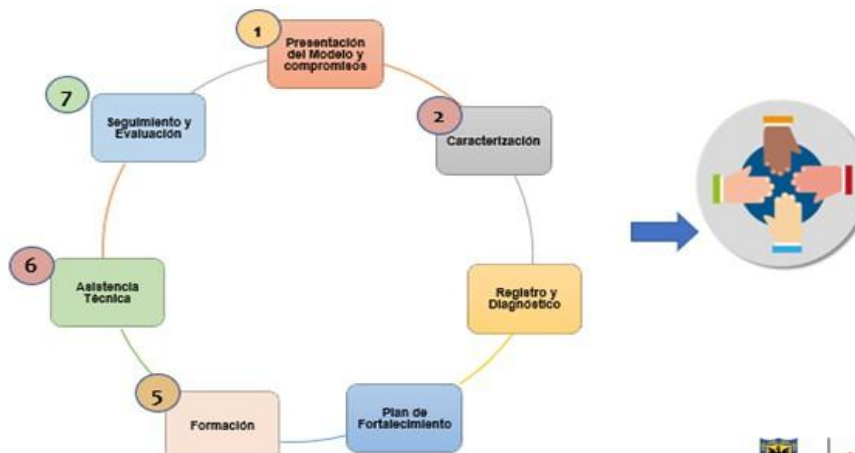 1
Presentación
del Modelo y
compromisos
2
Caracterización
Registro y
Diagnóstico
Plan de
Fortalecimiento
5
Formación
6
Asistencia
Técnica
7
Seguimiento y
Evaluación